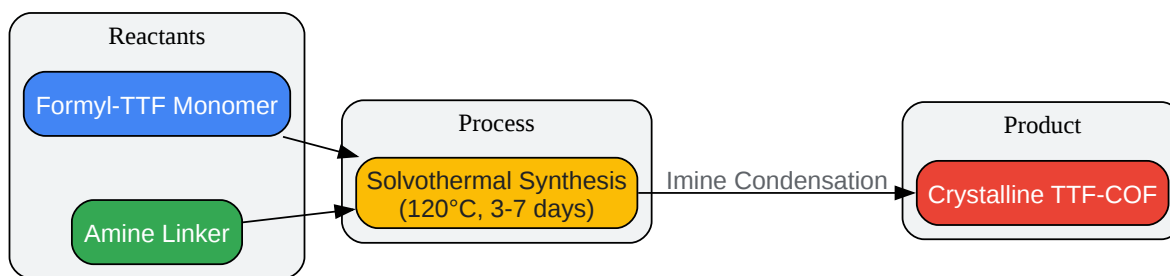 Reactants
Formyl-TTF Monomer
Amine Linker
Process
Solvothermal Synthesis
(120°C, 3-7 days)
Imine Condensation
Product
Crystalline TTF-COF